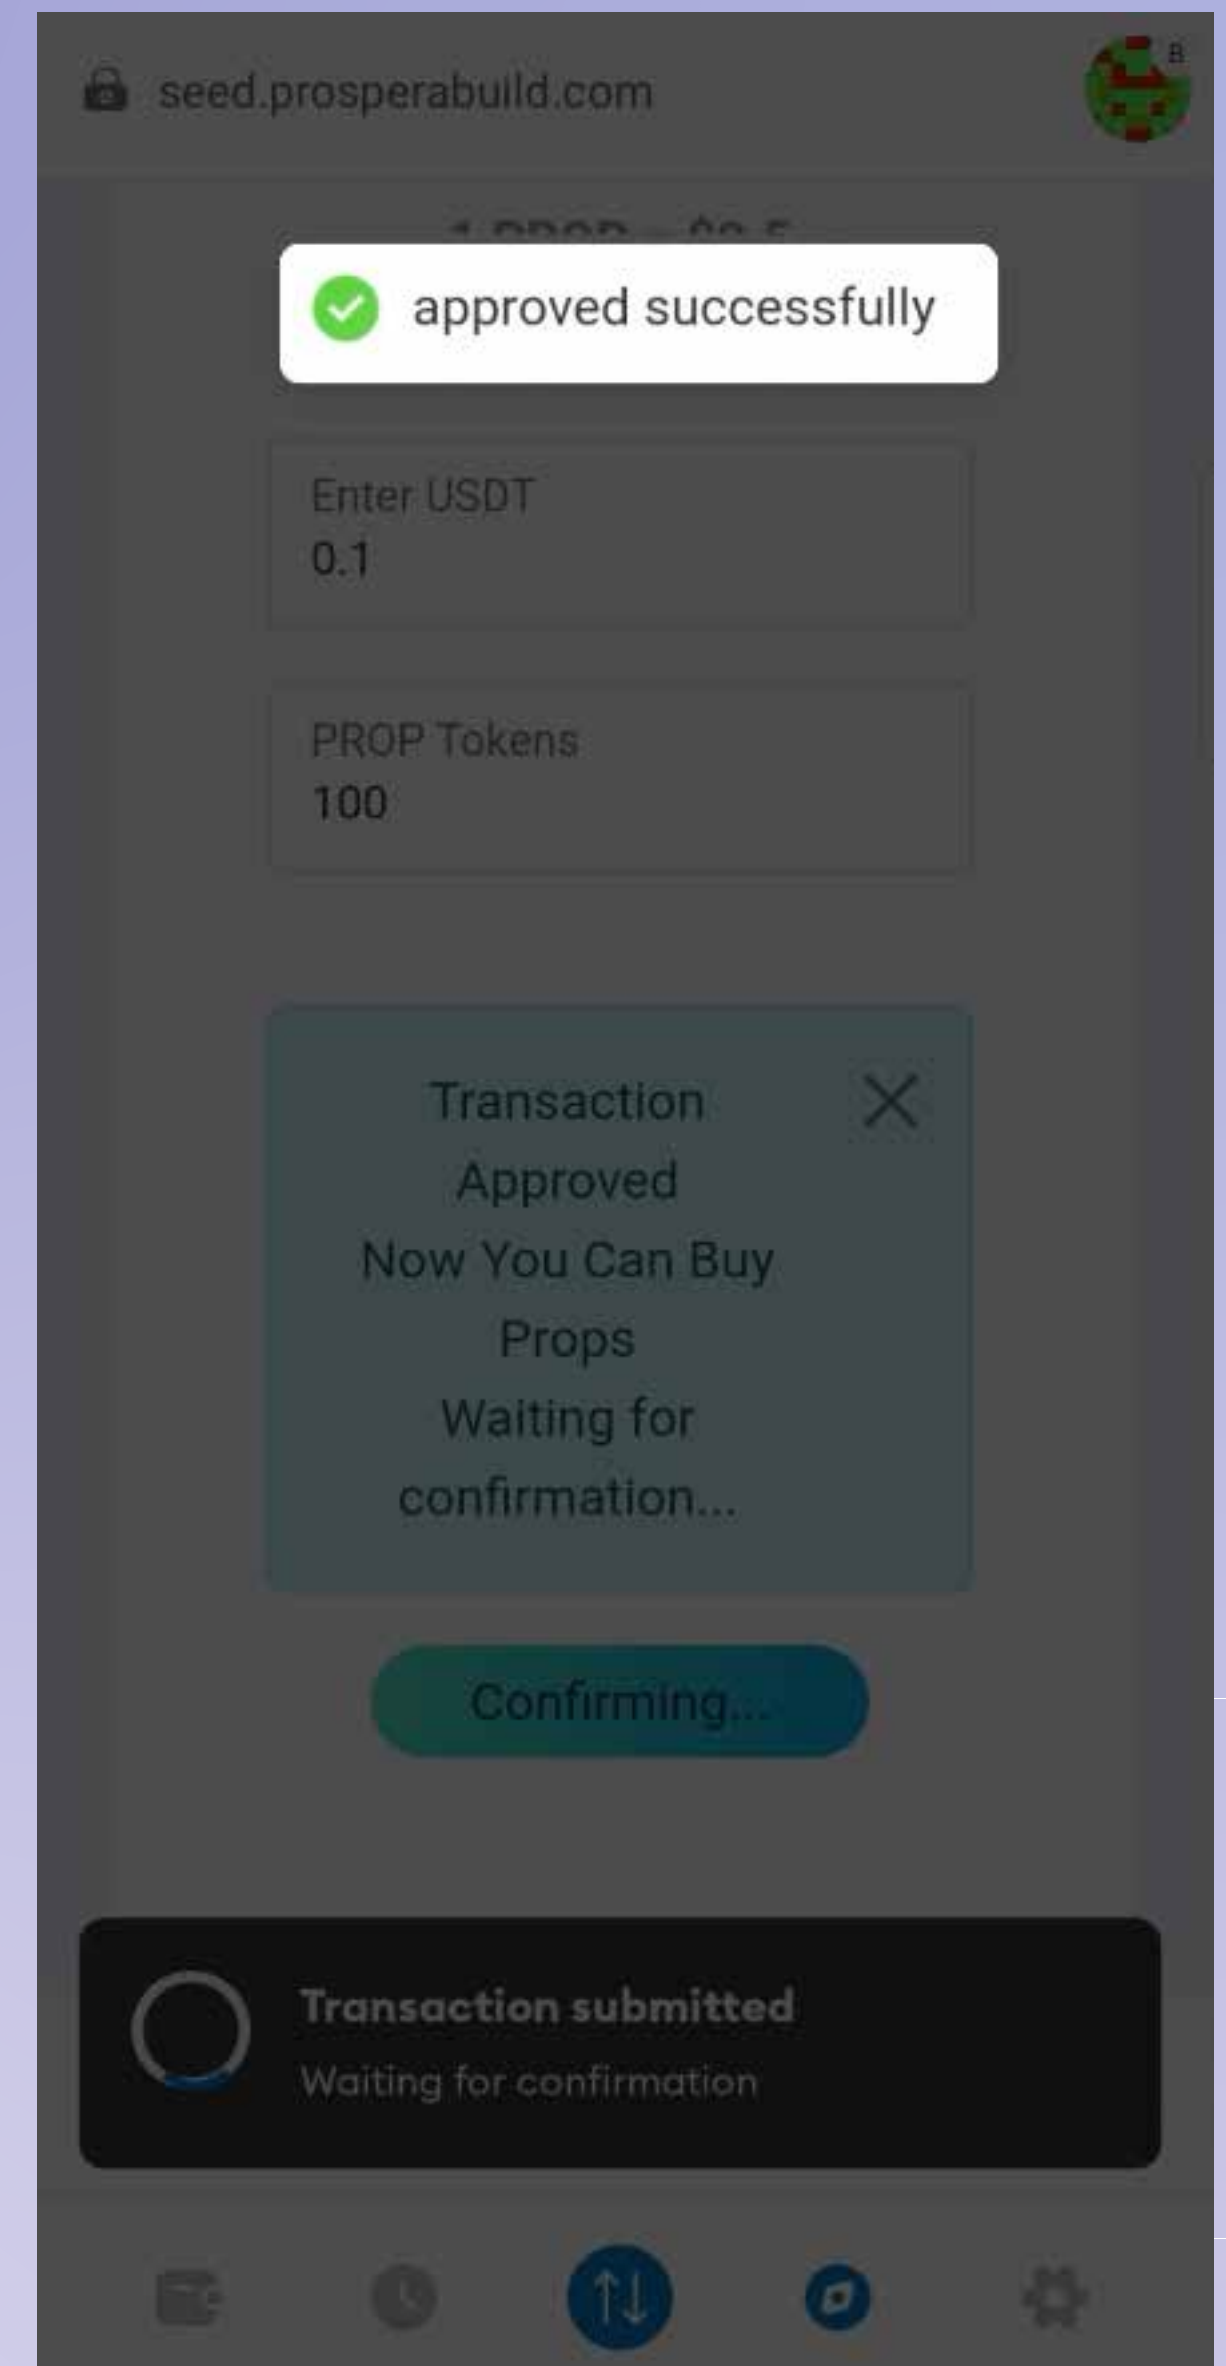 seed.prosperabuild.com
B
approved successfully
Enter USDT
0.1
PROP Tokens
100
Transaction
Approved
Now You Can Buy
Props
Waiting for
confirmation...
Confirming...
Transaction submitted
Waiting for confirmation